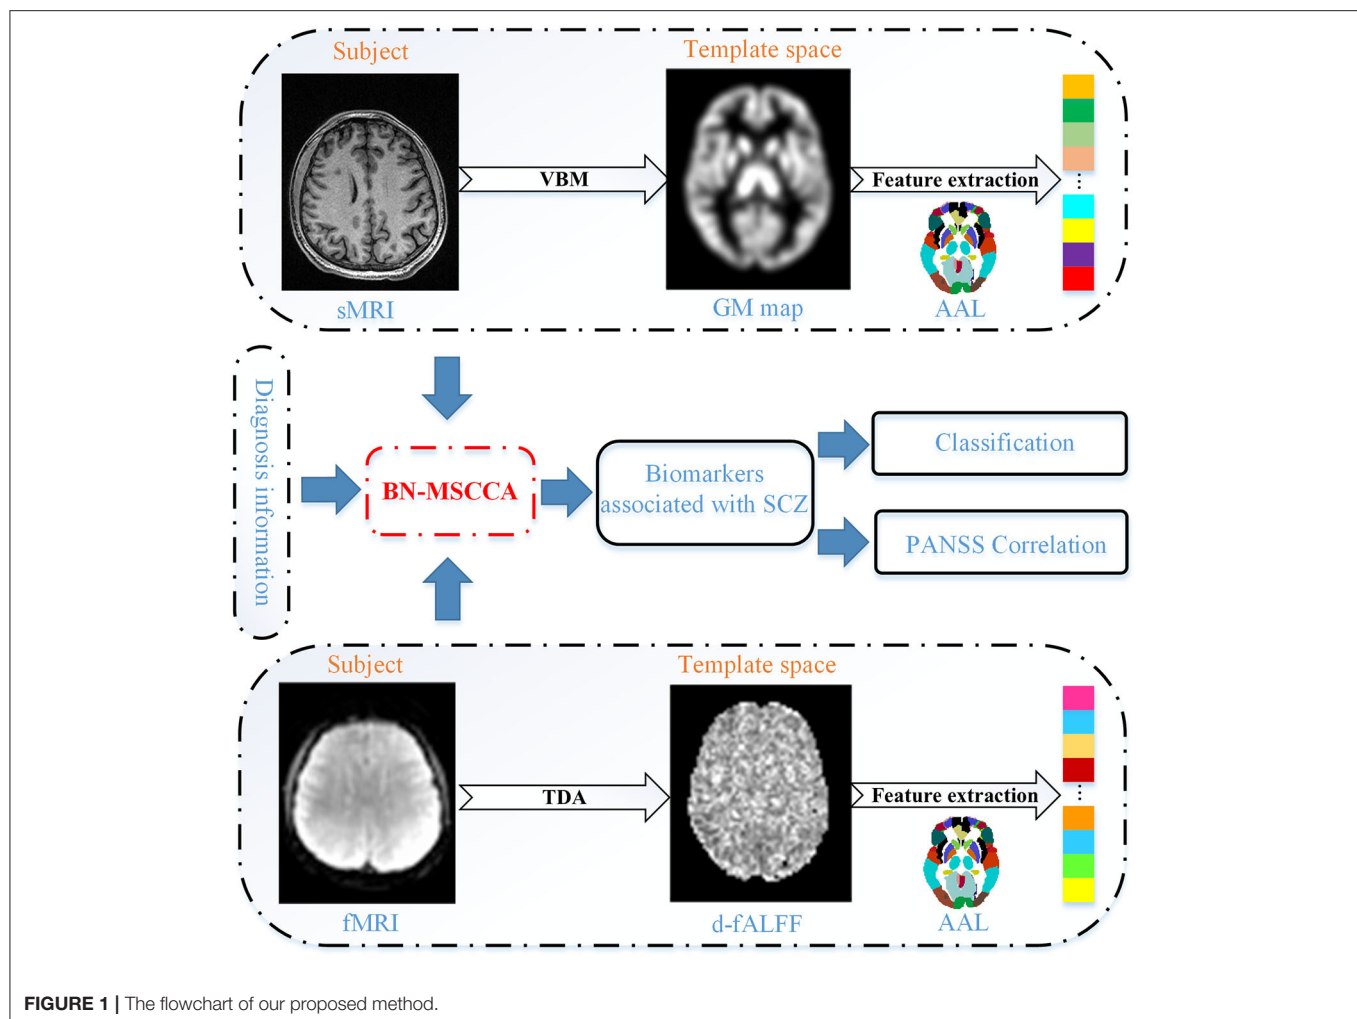 Subject
Template space
VBM
Feature extraction
sMRI
GM map
AAL
Diagnosis information
BN-MSCCA
Biomarkers
associated with SCZ
Classification
PANSS Correlation
Subject
Template space
TDA
Feature extraction
fMRI
d-fALFF
AAL
FIGURE 1 | The flowchart of our proposed method.